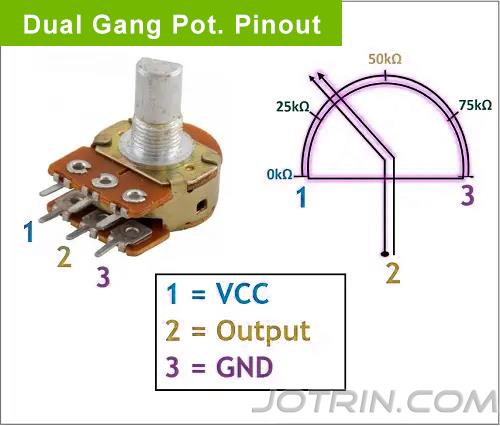 Dual Gang Pot. Pinout
50kΩ
25kΩ
75kΩ
0kΩ
1
3
1
2
3
2
1 = VCC
2 = Output
3 = GND
JOTRIN.COM